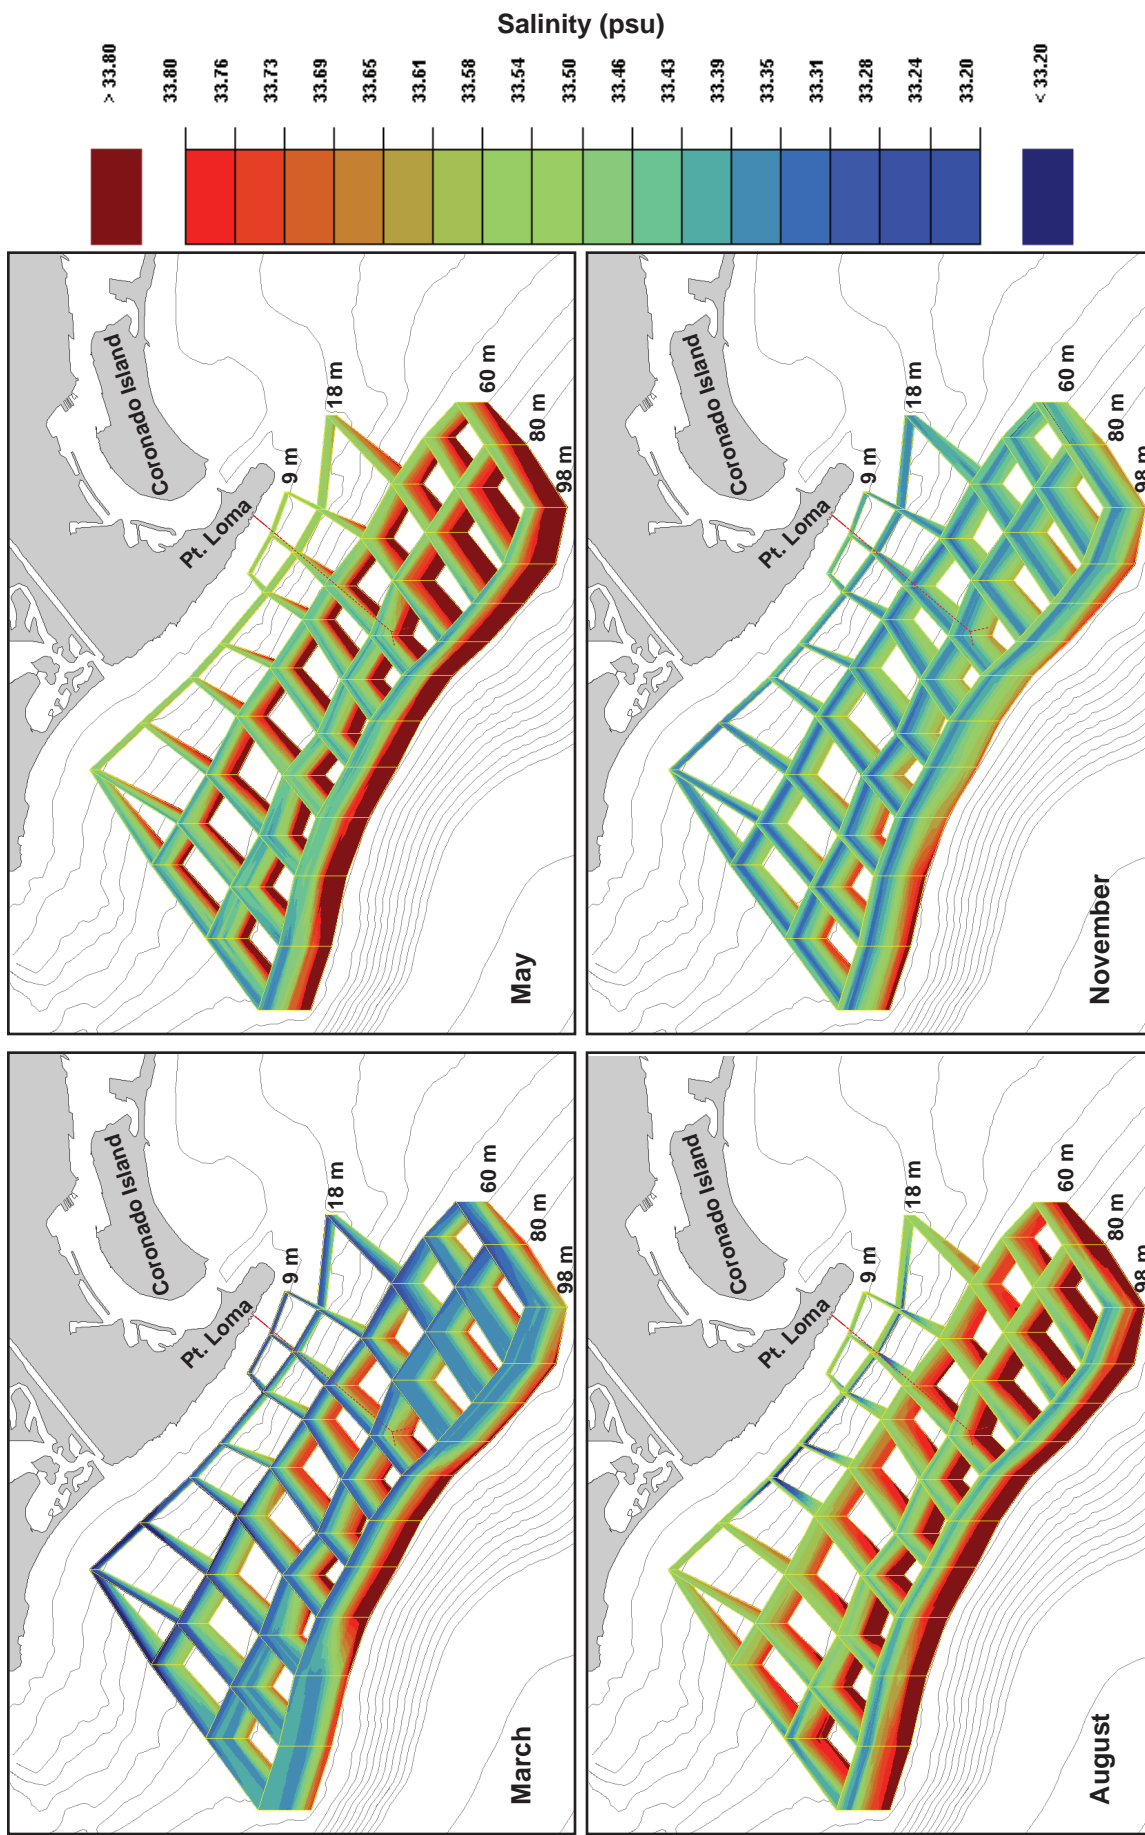 Salinity (psu)
> 33.80
33.80
33.76
33.73
33.69
33.65
33.61
33.58
33.54
33.50
33.46
33.43
33.39
33.35
33.31
33.28
33.24
33.20
< 33.20
March
Pt. Loma
Coronado Island
9 m
18 m
60 m
80 m
98 m
May
Pt. Loma
Coronado Island
9 m
18 m
60 m
80 m
98 m
August
Pt. Loma
Coronado Island
9 m
18 m
60 m
80 m
98 m
November
Pt. Loma
Coronado Island
9 m
18 m
60 m
80 m
98 m